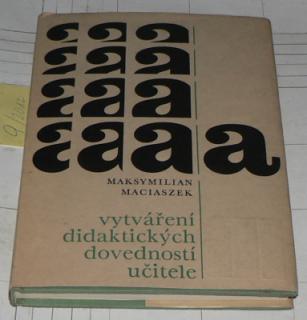 a a a a
a a a a
a a a a
a a a a a
MAKSYMILIAN
MACIASZEK
vytváření
didaktických
dovedností
učitele